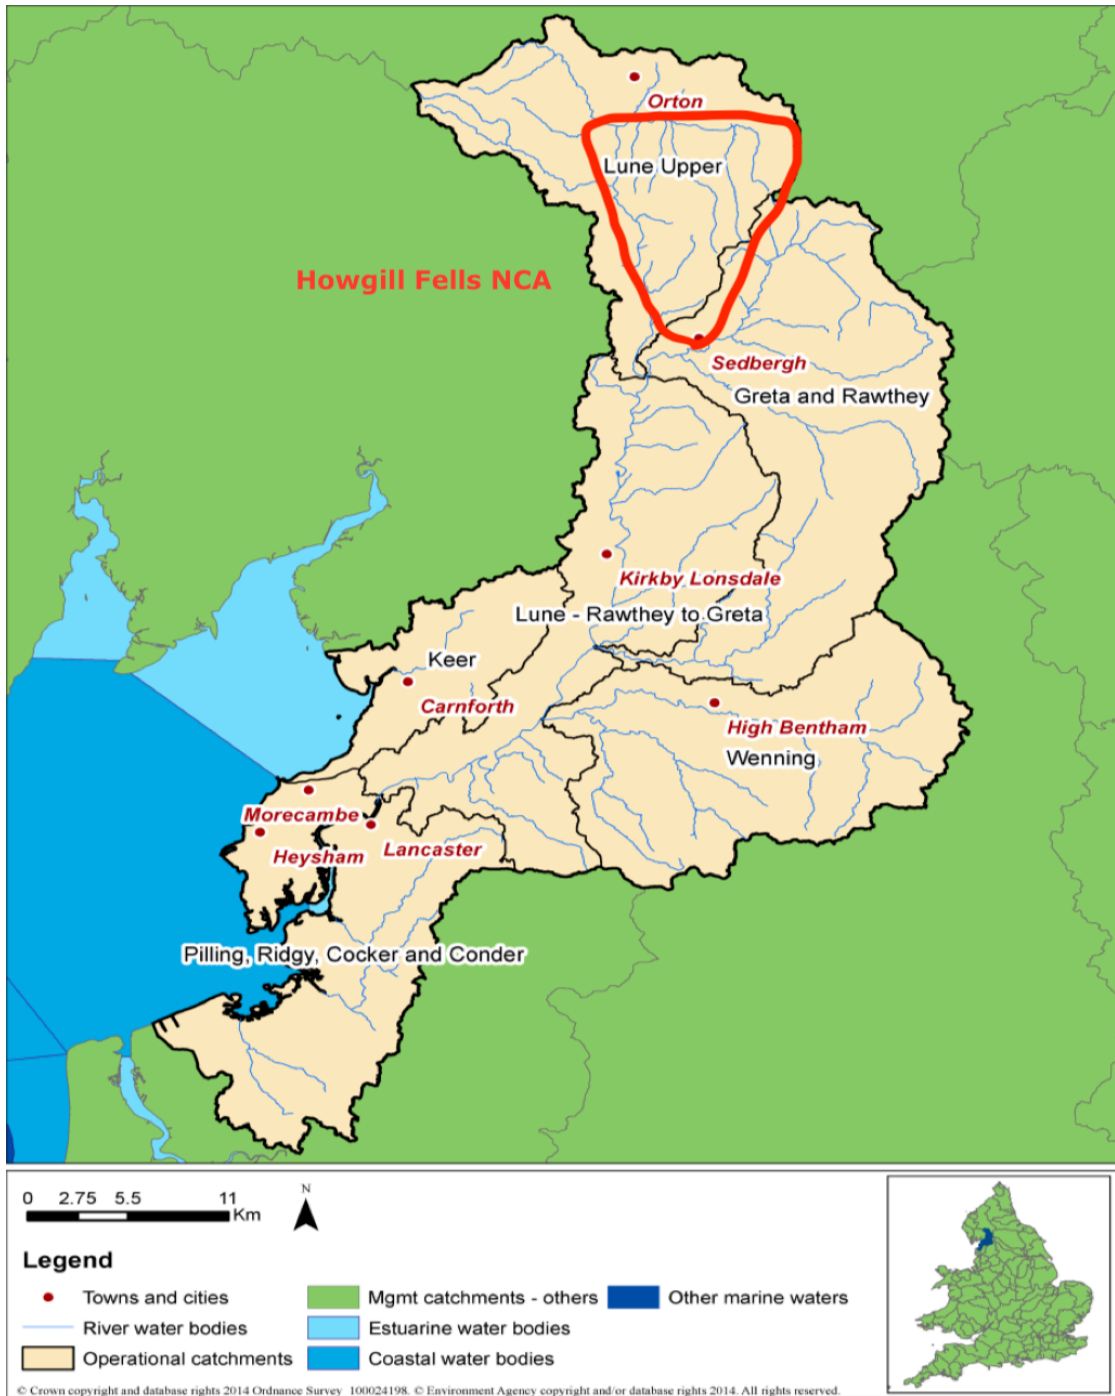 Orton
Lune Upper
Howgill Fells NCA
Sedbergh
Greta and Rawthey
Kirkby Lonsdale
Lune - Rawthey to Greta
Keer
Carnforth
High Bentham
Wenning
Morecambe
Heysham
Lancaster
Pilling, Ridgy, Cocker and Conder
0 2.75 5.5 11
Km
N
Legend
Towns and cities
River water bodies
Operational catchments
Mgmt catchments - others
Estuarine water bodies
Coastal water bodies
Other marine waters
© Crown copyright and database rights 2014 Ordnance Survey 100024198. © Environment Agency copyright and/or database rights 2014. All rights reserved.